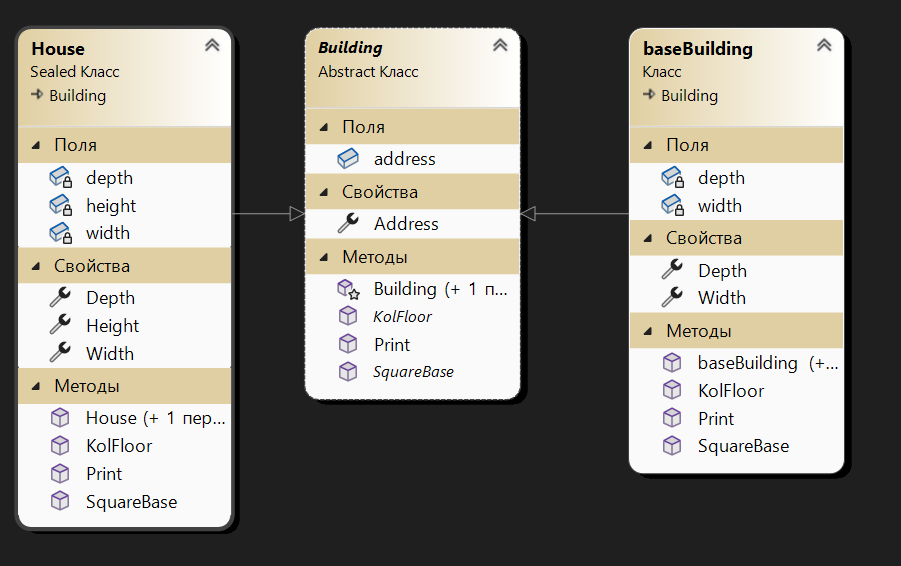 House
Sealed Класс
Building
Поля
depth
height
width
Свойства
Depth
Height
Width
Методы
House (+ 1 пер...
KolFloor
Print
SquareBase
Building
Abstract Класс
Поля
address
Свойства
Address
Методы
Building (+ 1 п...
KolFloor
Print
SquareBase
baseBuilding
Класс
Building
Поля
depth
width
Свойства
Depth
Width
Методы
baseBuilding (+...
KolFloor
Print
SquareBase